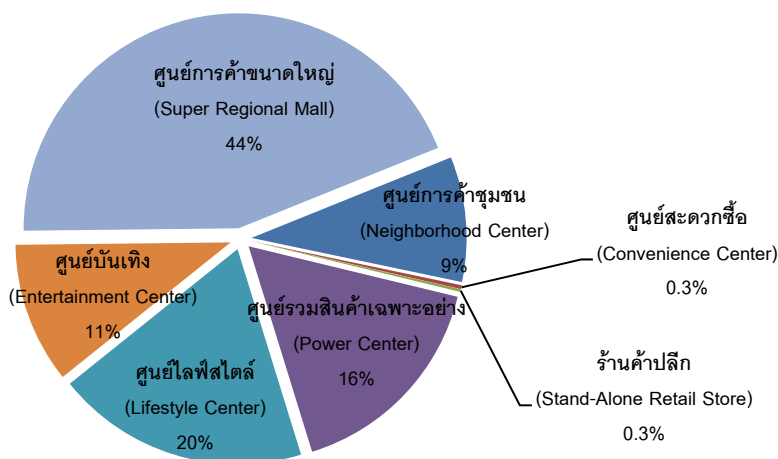 ศูนย์การค้าขนาดใหญ่
(Super Regional Mall)
44%
ศูนย์การค้าชุมชน
(Neighborhood Center)
9%
ศูนย์สะดวกซื้อ
(Convenience Center)
0.3%
ร้านค้าปลีก
(Stand-Alone Retail Store)
0.3%
ศูนย์รวมสินค้าเฉพาะอย่าง
(Power Center)
16%
ศูนย์ไลฟ์สไตล์
(Lifestyle Center)
20%
ศูนย์บันเทิง
(Entertainment Center)
11%